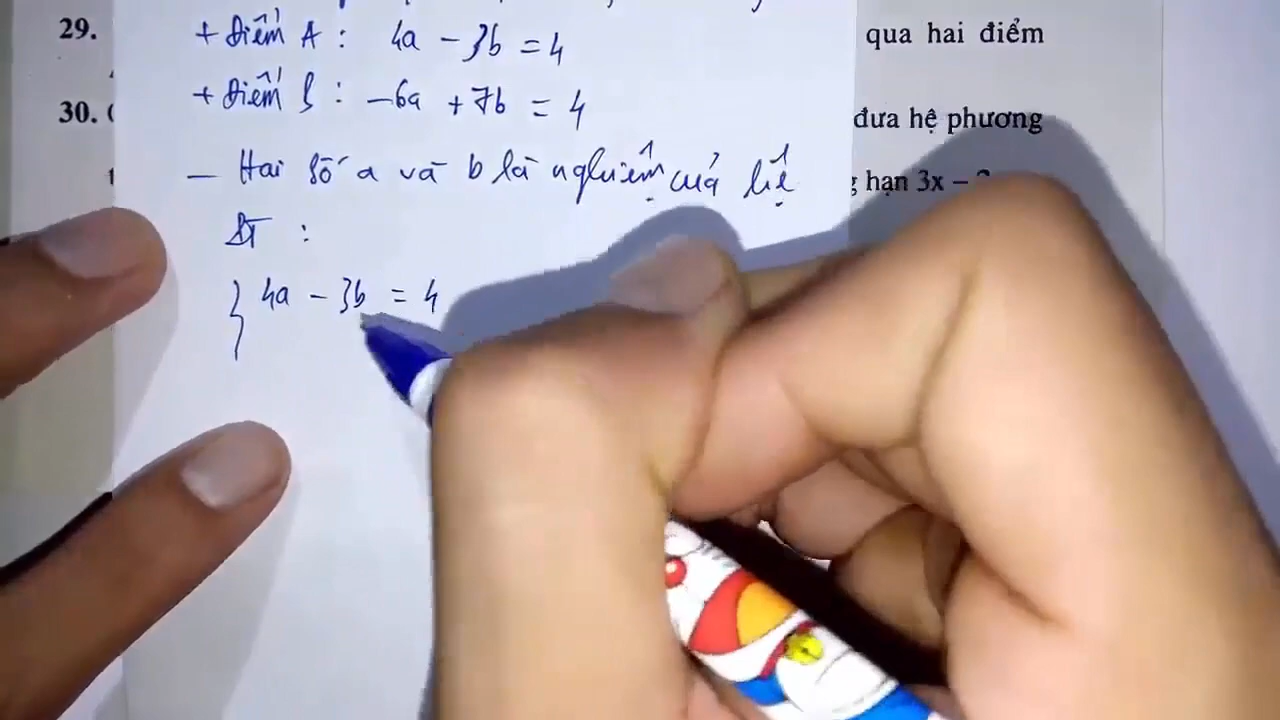 29.
qua hai điểm
+ Điểm A : 4a - 3b = 4
+ Điểm B : -6a + 7b = 4
30.
đưa hệ phương
- Hai số a và b là nghiệm của hệ
hạn 3x -
PT :
4a - 3b = 4